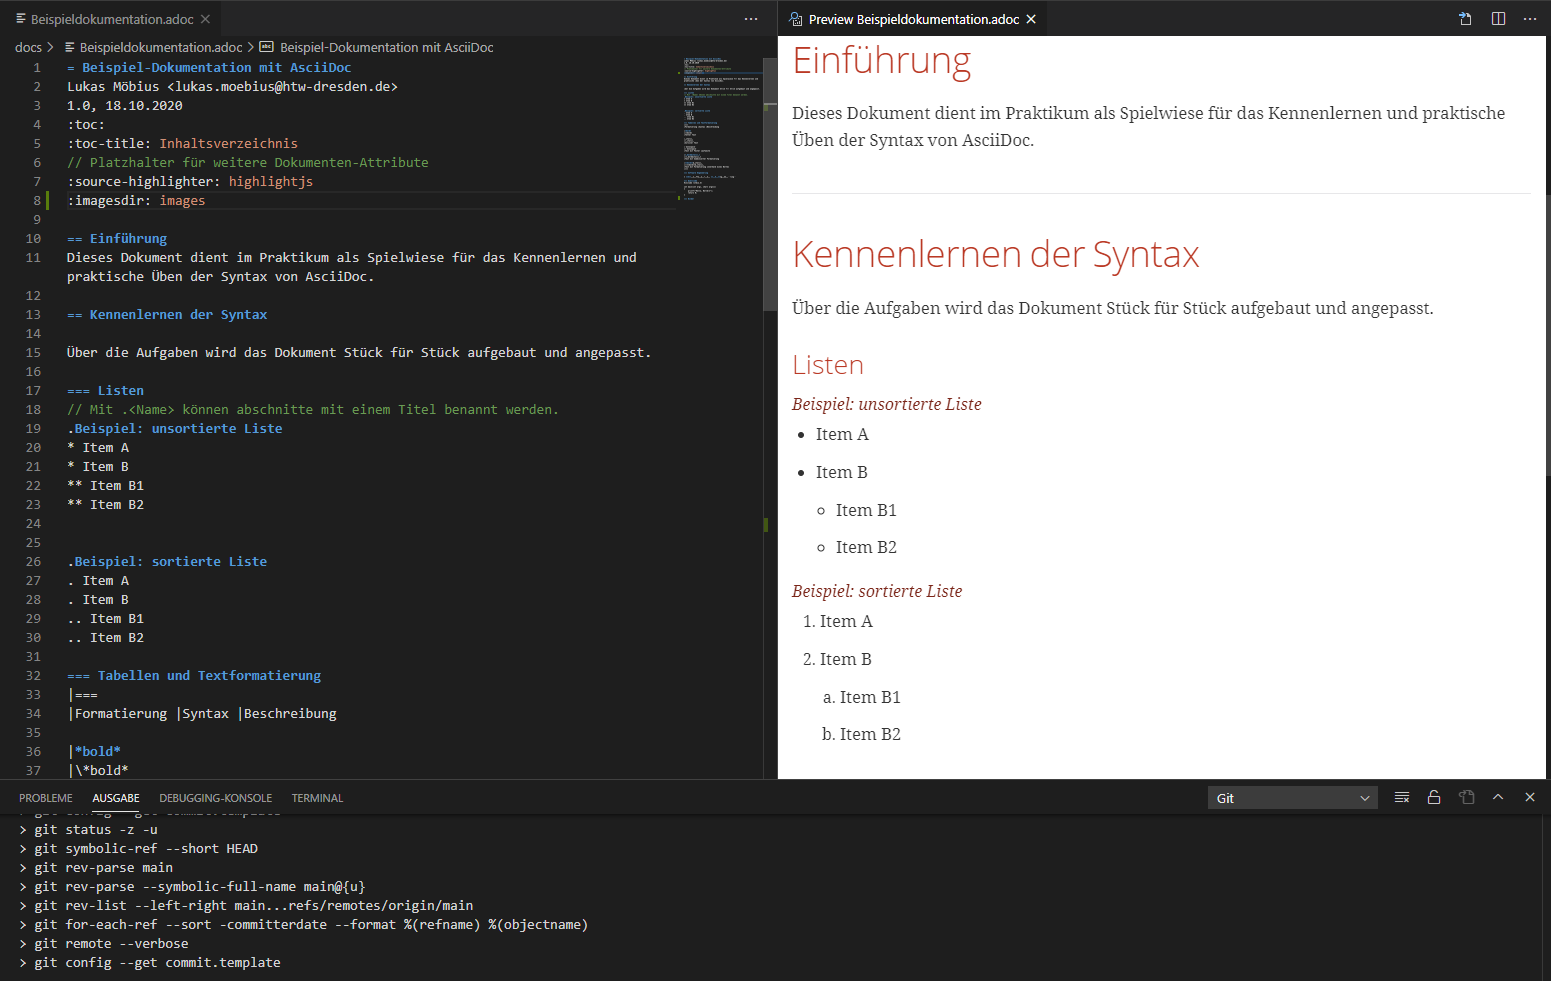 Beispieldokumentation.adoc
docs > Beispieldokumentation.adoc > Beispiel-Dokumentation mit AsciiDoc
1 = Beispiel-Dokumentation mit AsciiDoc
2 Lukas Möbius <lukas.moebius@htw-dresden.de>
3 1.0, 18.10.2020
4 :toc:
5 :toc-title: Inhaltsverzeichnis
6 // Platzhalter für weitere Dokumenten-Attribute
7 :source-highlighter: highlightjs
8 :imagesdir: images
9
10 == Einführung
11 Dieses Dokument dient im Praktikum als Spielwiese für das Kennenlernen und
praktische Üben der Syntax von AsciiDoc.
12
13 == Kennenlernen der Syntax
14
15 Über die Aufgaben wird das Dokument Stück für Stück aufgebaut und angepasst.
16
17 === Listen
18 // Mit .<Name> können abschnitte mit einem Titel benannt werden.
19 .Beispiel: unsortierte Liste
20 * Item A
21 * Item B
22 ** Item B1
23 ** Item B2
24
25
26 .Beispiel: sortierte Liste
27 . Item A
28 . Item B
29 .. Item B1
30 .. Item B2
31
32 === Tabellen und Textformatierung
33 |===
34 |Formatierung |Syntax |Beschreibung
35
36 |*bold*
37 |\*bold*
Preview Beispieldokumentation.adoc
Einführung
Dieses Dokument dient im Praktikum als Spielwiese für das Kennenlernen und praktische
Üben der Syntax von AsciiDoc.
Kennenlernen der Syntax
Über die Aufgaben wird das Dokument Stück für Stück aufgebaut und angepasst.
Listen
Beispiel: unsortierte Liste
• Item A
• Item B
◦ Item B1
◦ Item B2
Beispiel: sortierte Liste
1. Item A
2. Item B
a. Item B1
b. Item B2
PROBLEME AUSGABE DEBUGGING-KONSOLE TERMINAL Git
> git status -z -u
> git symbolic-ref --short HEAD
> git rev-parse main
> git rev-parse --symbolic-full-name main@{u}
> git rev-list --left-right main...refs/remotes/origin/main
> git for-each-ref --sort -committerdate --format %(refname) %(objectname)
> git remote --verbose
> git config --get commit.template